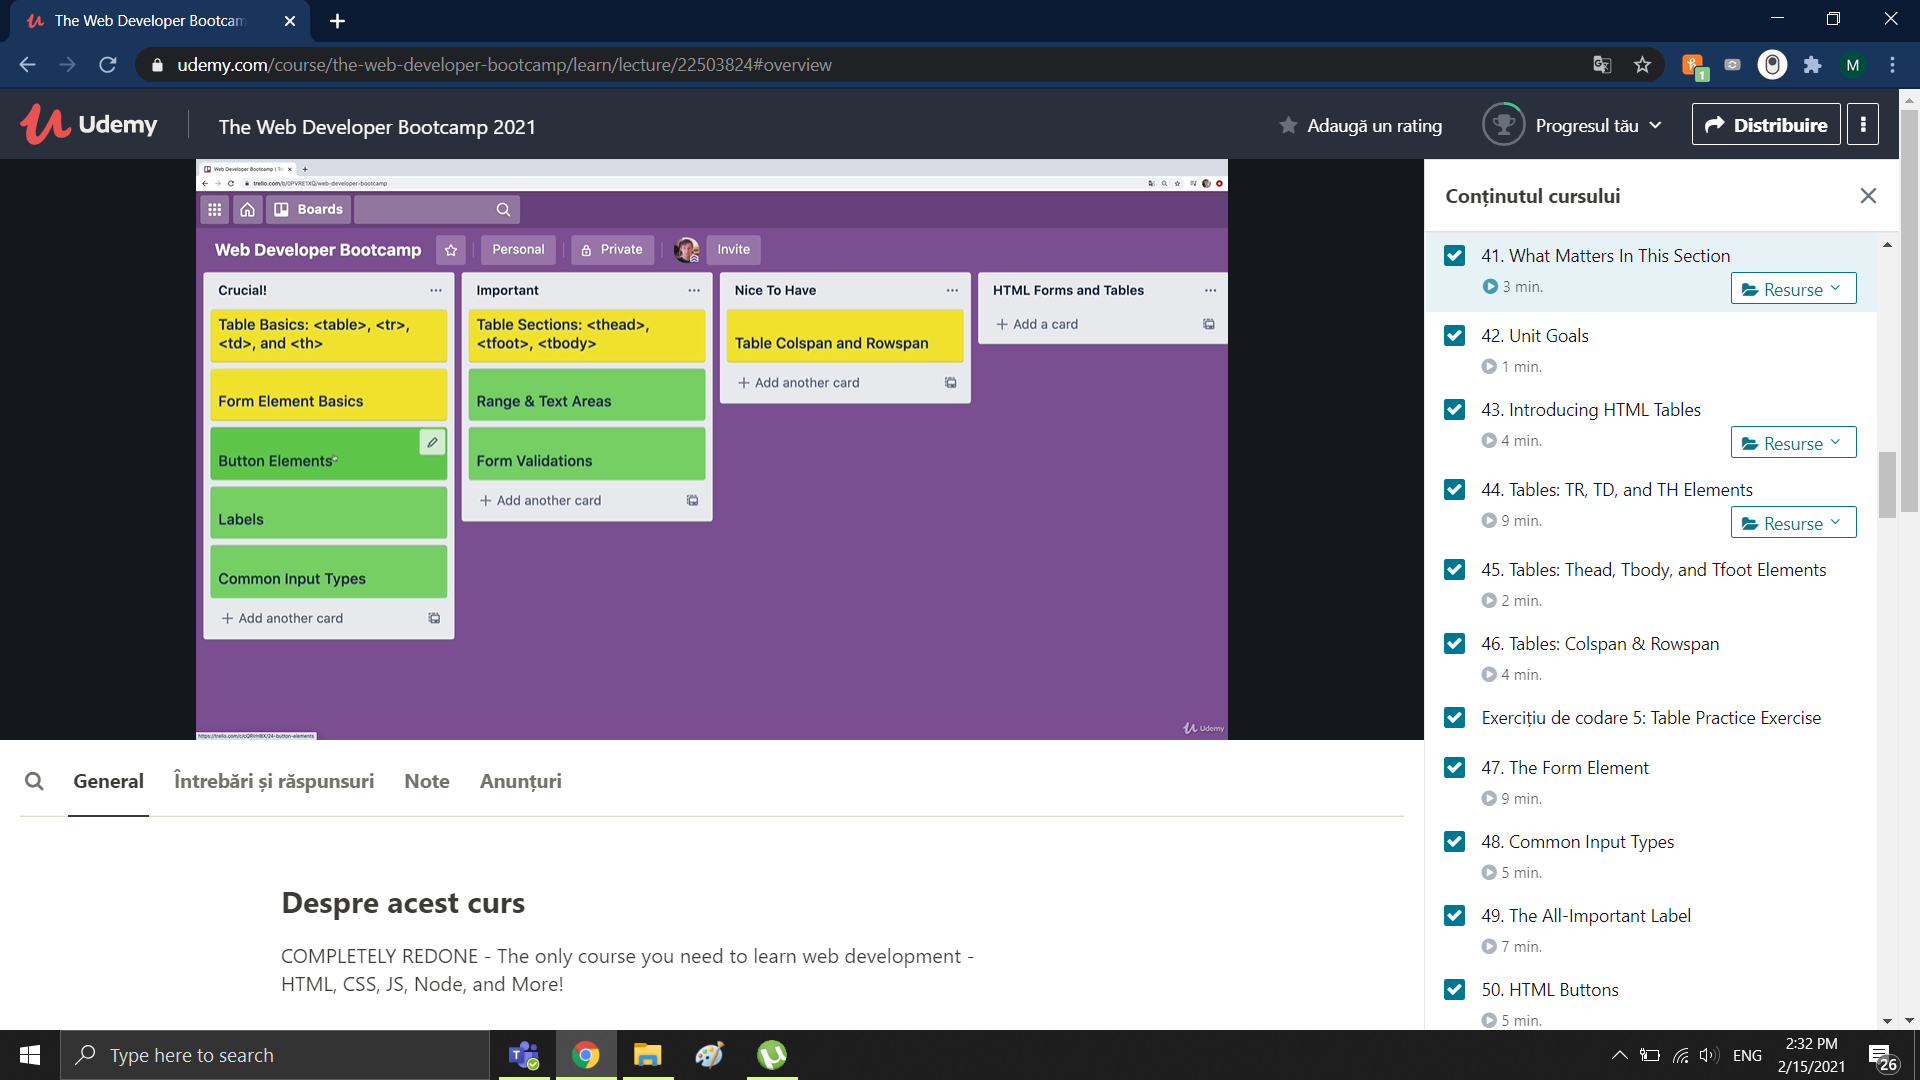 The Web Developer Bootcam
udemy.com/course/the-web-developer-bootcamp/learn/lecture/22503824#overview
1
M
Udemy
The Web Developer Bootcamp 2021
Adaugă un rating
Progresul tău
Distribuire
Web Developer Bootcamp
trello.com/b/0PVRE1XQ/web-developer-bootcamp
Boards
Web Developer Bootcamp
Personal
Private
Invite
Crucial!
Table Basics: <table>, <tr>,
<td>, and <th>
Form Element Basics
Button Elements
Labels
Common Input Types
+ Add another card
Important
Table Sections: <thead>,
<tfoot>, <tbody>
Range & Text Areas
Form Validations
+ Add another card
Nice To Have
Table Colspan and Rowspan
+ Add another card
HTML Forms and Tables
+ Add a card
Udemy
Conținutul cursului
41. What Matters In This Section
3 min.
Resurse
42. Unit Goals
1 min.
43. Introducing HTML Tables
4 min.
Resurse
44. Tables: TR, TD, and TH Elements
9 min.
Resurse
45. Tables: Thead, Tbody, and Tfoot Elements
2 min.
46. Tables: Colspan & Rowspan
4 min.
Exercițiu de codare 5: Table Practice Exercise
47. The Form Element
9 min.
48. Common Input Types
5 min.
49. The All-Important Label
7 min.
50. HTML Buttons
5 min.
General
Întrebări și răspunsuri
Note
Anunțuri
Despre acest curs
COMPLETELY REDONE - The only course you need to learn web development -
HTML, CSS, JS, Node, and More!
Type here to search
ENG
2:32 PM
2/15/2021
26